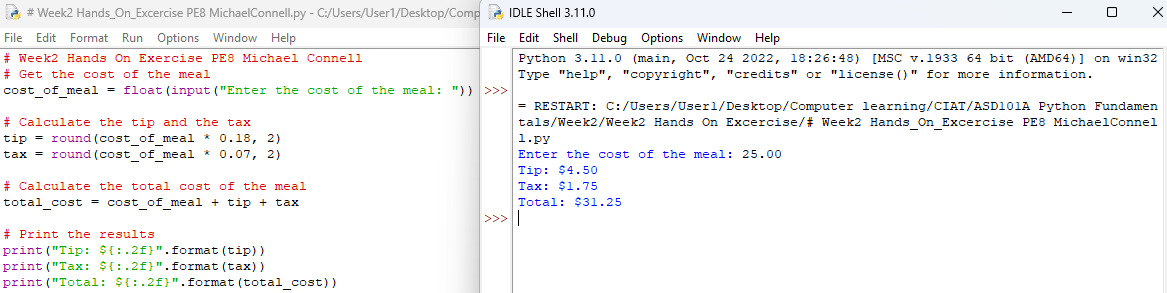 # Week2 Hands_On_Excercise PE8 MichaelConnell.py - C:/Users/User1/Desktop/Comp
File Edit Format Run Options Window Help
# Week2 Hands On Exercise PE8 Michael Connell
# Get the cost of the meal
cost_of_meal = float(input("Enter the cost of the meal: "))

# Calculate the tip and the tax
tip = round(cost_of_meal * 0.18, 2)
tax = round(cost_of_meal * 0.07, 2)

# Calculate the total cost of the meal
total_cost = cost_of_meal + tip + tax

# Print the results
print("Tip: ${:.2f}".format(tip))
print("Tax: ${:.2f}".format(tax))
print("Total: ${:.2f}".format(total_cost))
IDLE Shell 3.11.0
File Edit Shell Debug Options Window Help
Python 3.11.0 (main, Oct 24 2022, 18:26:48) [MSC v.1933 64 bit (AMD64)] on win32
Type "help", "copyright", "credits" or "license()" for more information.
>>>
= RESTART: C:/Users/User1/Desktop/Computer learning/CIAT/ASD101A Python Fundamen
tals/Week2/Week2 Hands On Excercise/# Week2 Hands_On_Excercise PE8 MichaelConnel
l.py
Enter the cost of the meal: 25.00
Tip: $4.50
Tax: $1.75
Total: $31.25
>>>